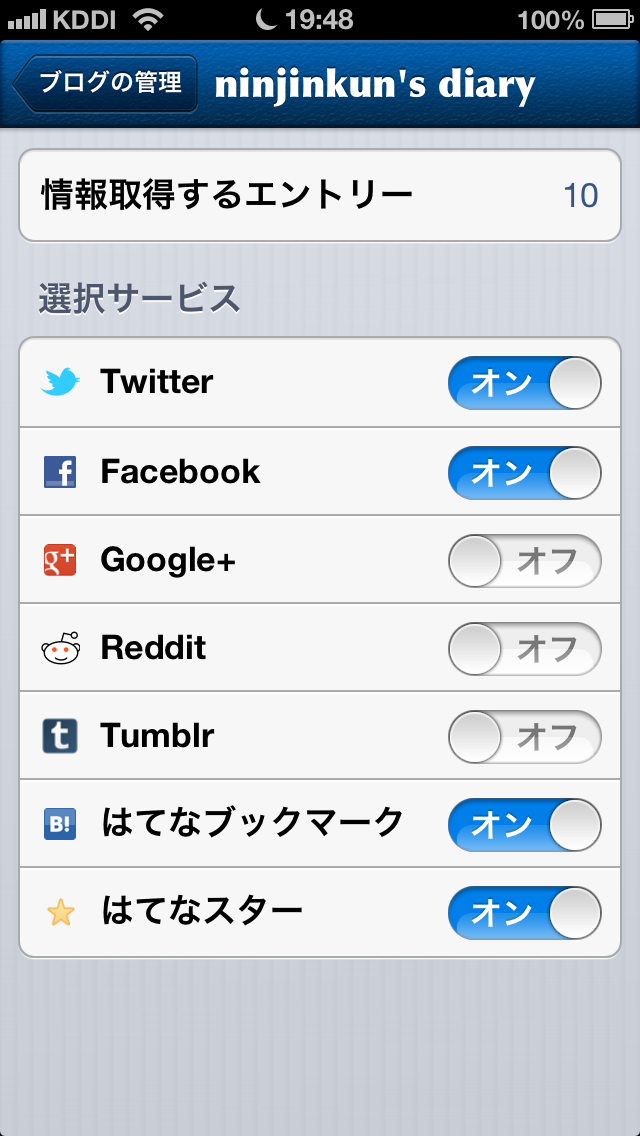 KDDI 19:48 100%
ブログの管理 ninjinkun's diary
情報取得するエントリー 10
選択サービス
Twitter オン
Facebook オン
Google+ オフ
Reddit オフ
Tumblr オフ
B! はてなブックマーク オン
はてなスター オン